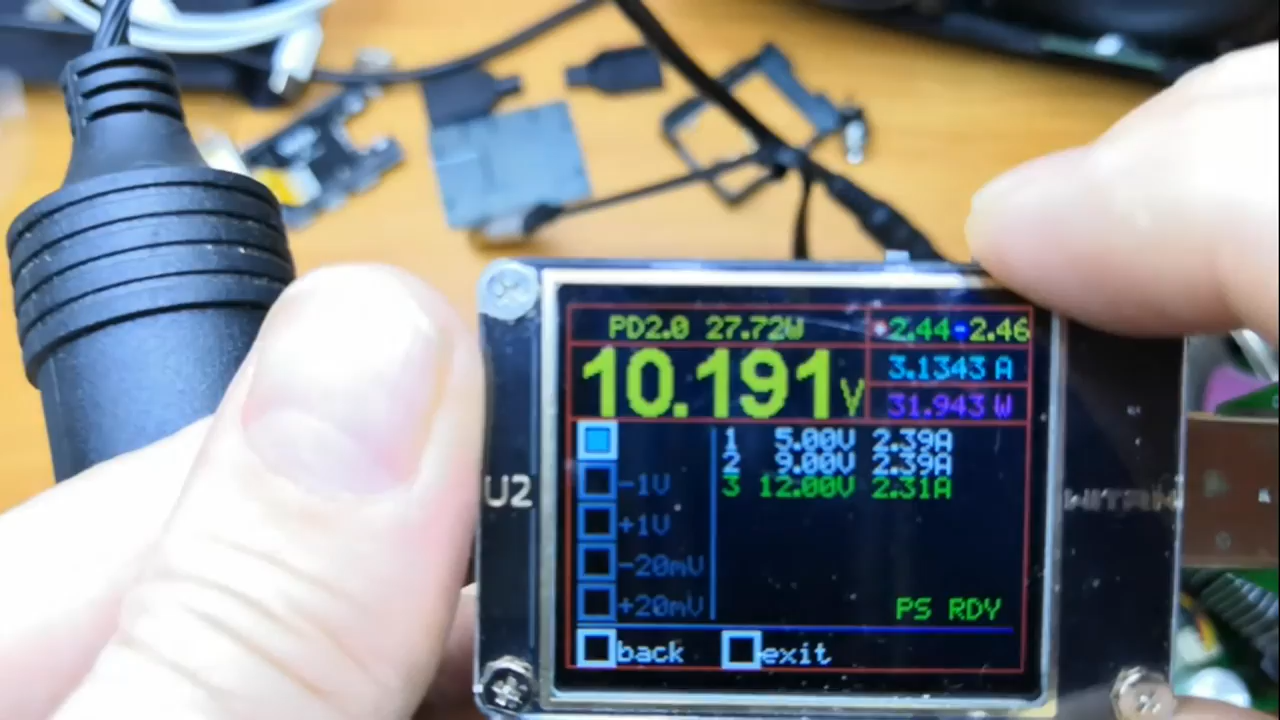 PD2.0 27.72W
+2.44-2.46
10.191V
3.1343 A
31.943 W
1 5.00V 2.39A
2 9.00V 2.39A
3 12.00V 2.31A
-1V
+1V
-20mV
+20mV
PS RDY
back exit
U2
WITRN